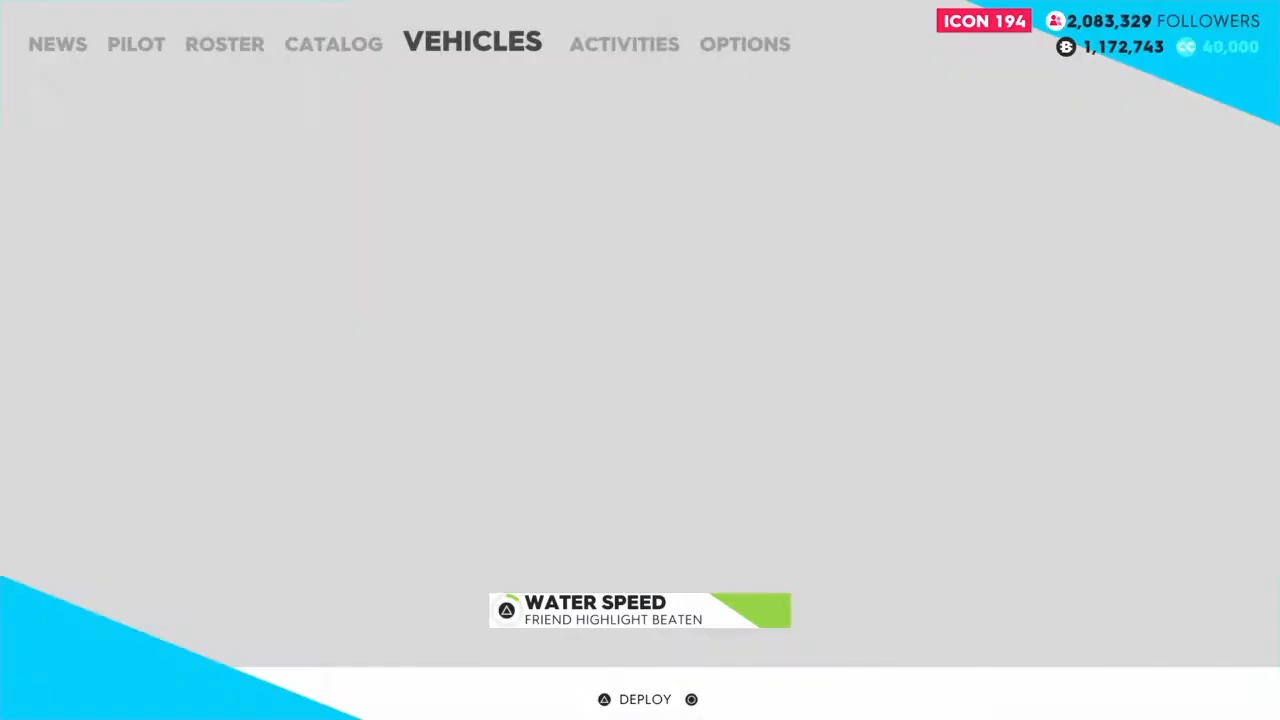 NEWS PILOT ROSTER CATALOG VEHICLES ACTIVITIES OPTIONS
ICON 194 2,083,329 FOLLOWERS
1,172,743 CC 40,000
WATER SPEED
FRIEND HIGHLIGHT BEATEN
DEPLOY